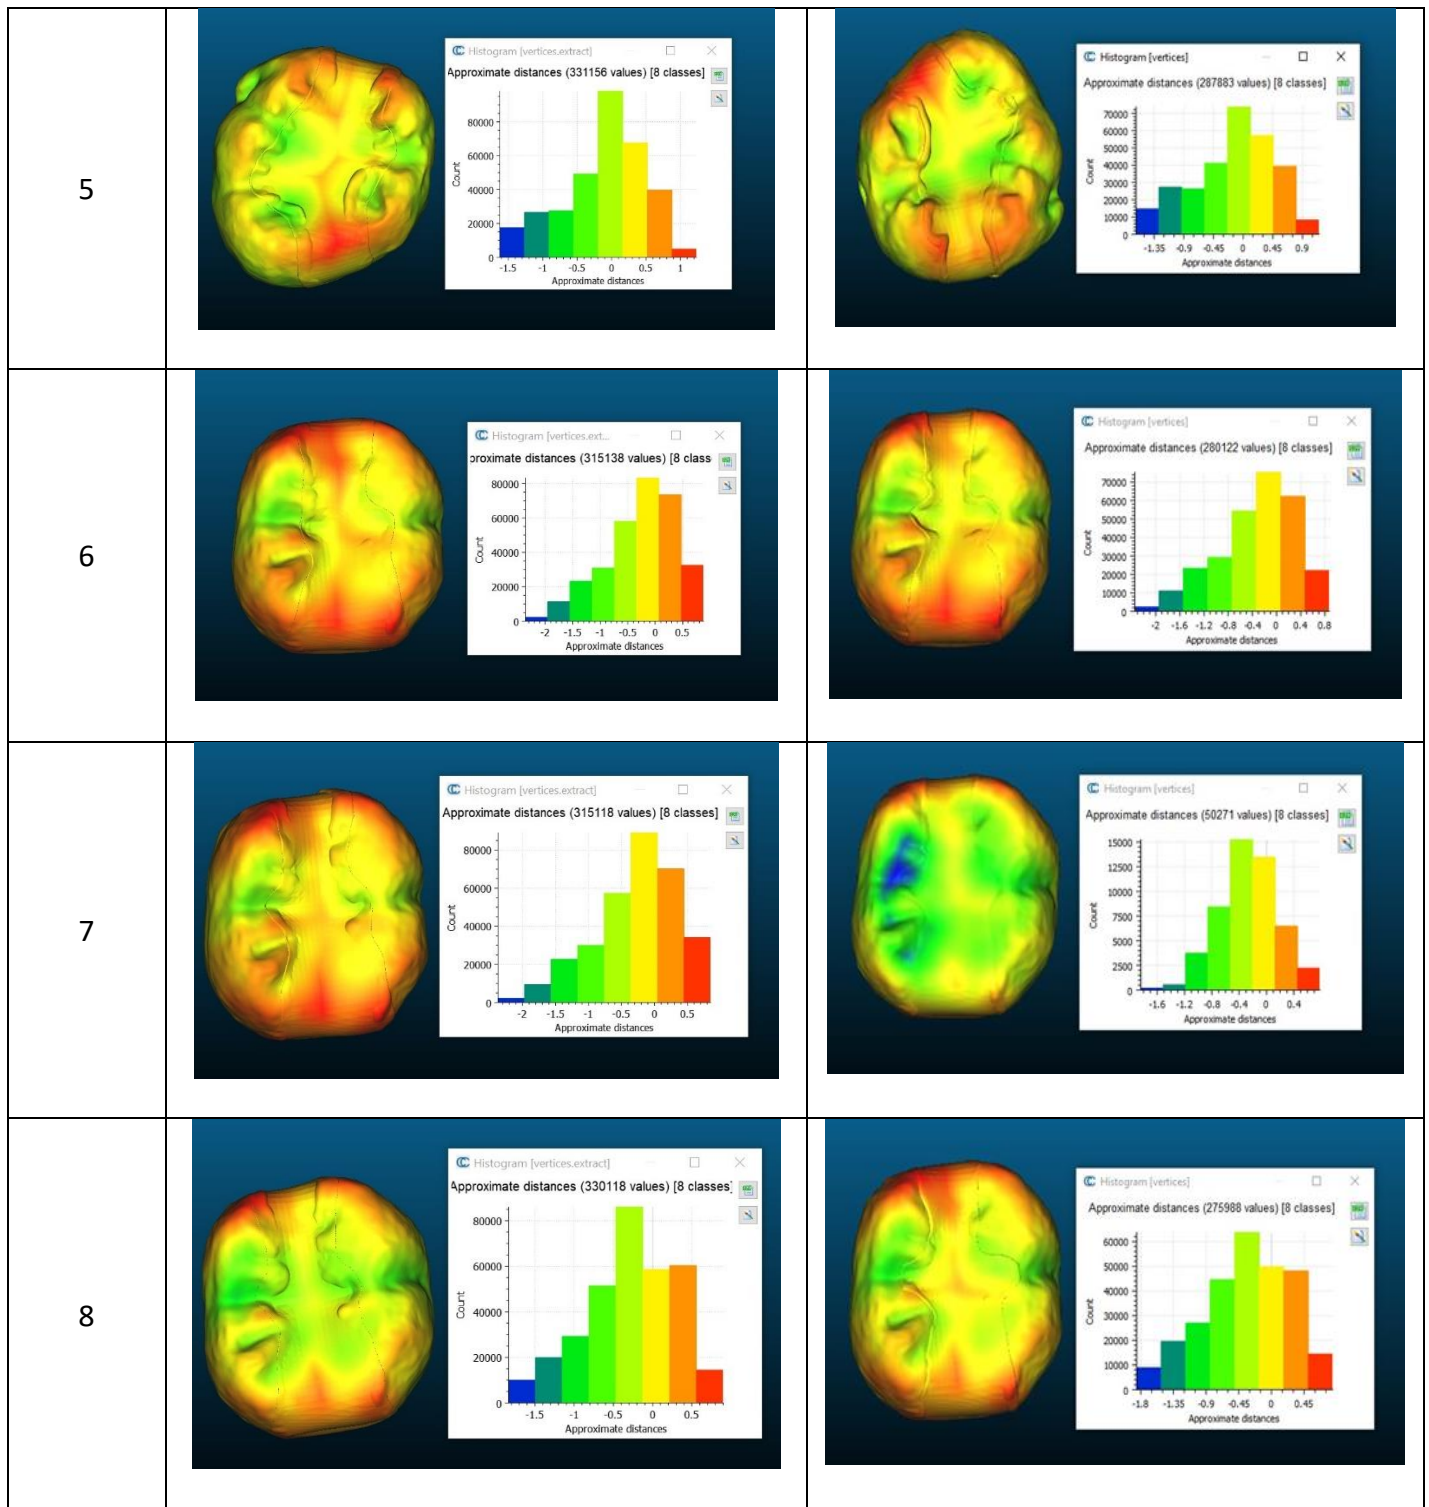 5
Histogram [vertices.extract]
Approximate distances (331156 values) [8 classes]
80000
60000
40000
20000
0
Count
-1.5 -1 -0.5 0 0.5 1
Approximate distances
Histogram [vertices]
Approximate distances (287883 values) [8 classes]
70000
60000
50000
40000
30000
20000
10000
0
Count
-1.35 -0.9 -0.45 0 0.45 0.9
Approximate distances
6
Histogram [vertices.ext...
proximate distances (315138 values) [8 class
80000
60000
40000
20000
0
Count
-2 -1.5 -1 -0.5 0 0.5
Approximate distances
Histogram [vertices]
Approximate distances (280122 values) [8 classes]
70000
60000
50000
40000
30000
20000
10000
0
Count
-2 -1.6 -1.2 -0.8 -0.4 0 0.4 0.8
Approximate distances
7
Histogram [vertices.extract]
Approximate distances (315118 values) [8 classes]
80000
60000
40000
20000
0
Count
-2 -1.5 -1 -0.5 0 0.5
Approximate distances
Histogram [vertices]
Approximate distances (50271 values) [8 classes]
15000
12500
10000
7500
5000
2500
0
Count
-1.6 -1.2 -0.8 -0.4 0 0.4
Approximate distances
8
Histogram [vertices.extract]
Approximate distances (330118 values) [8 classes]
80000
60000
40000
20000
0
Count
-1.5 -1 -0.5 0 0.5
Approximate distances
Histogram [vertices]
Approximate distances (275988 values) [8 classes]
60000
50000
40000
30000
20000
10000
0
Count
-1.8 -1.35 -0.9 -0.45 0 0.45
Approximate distances